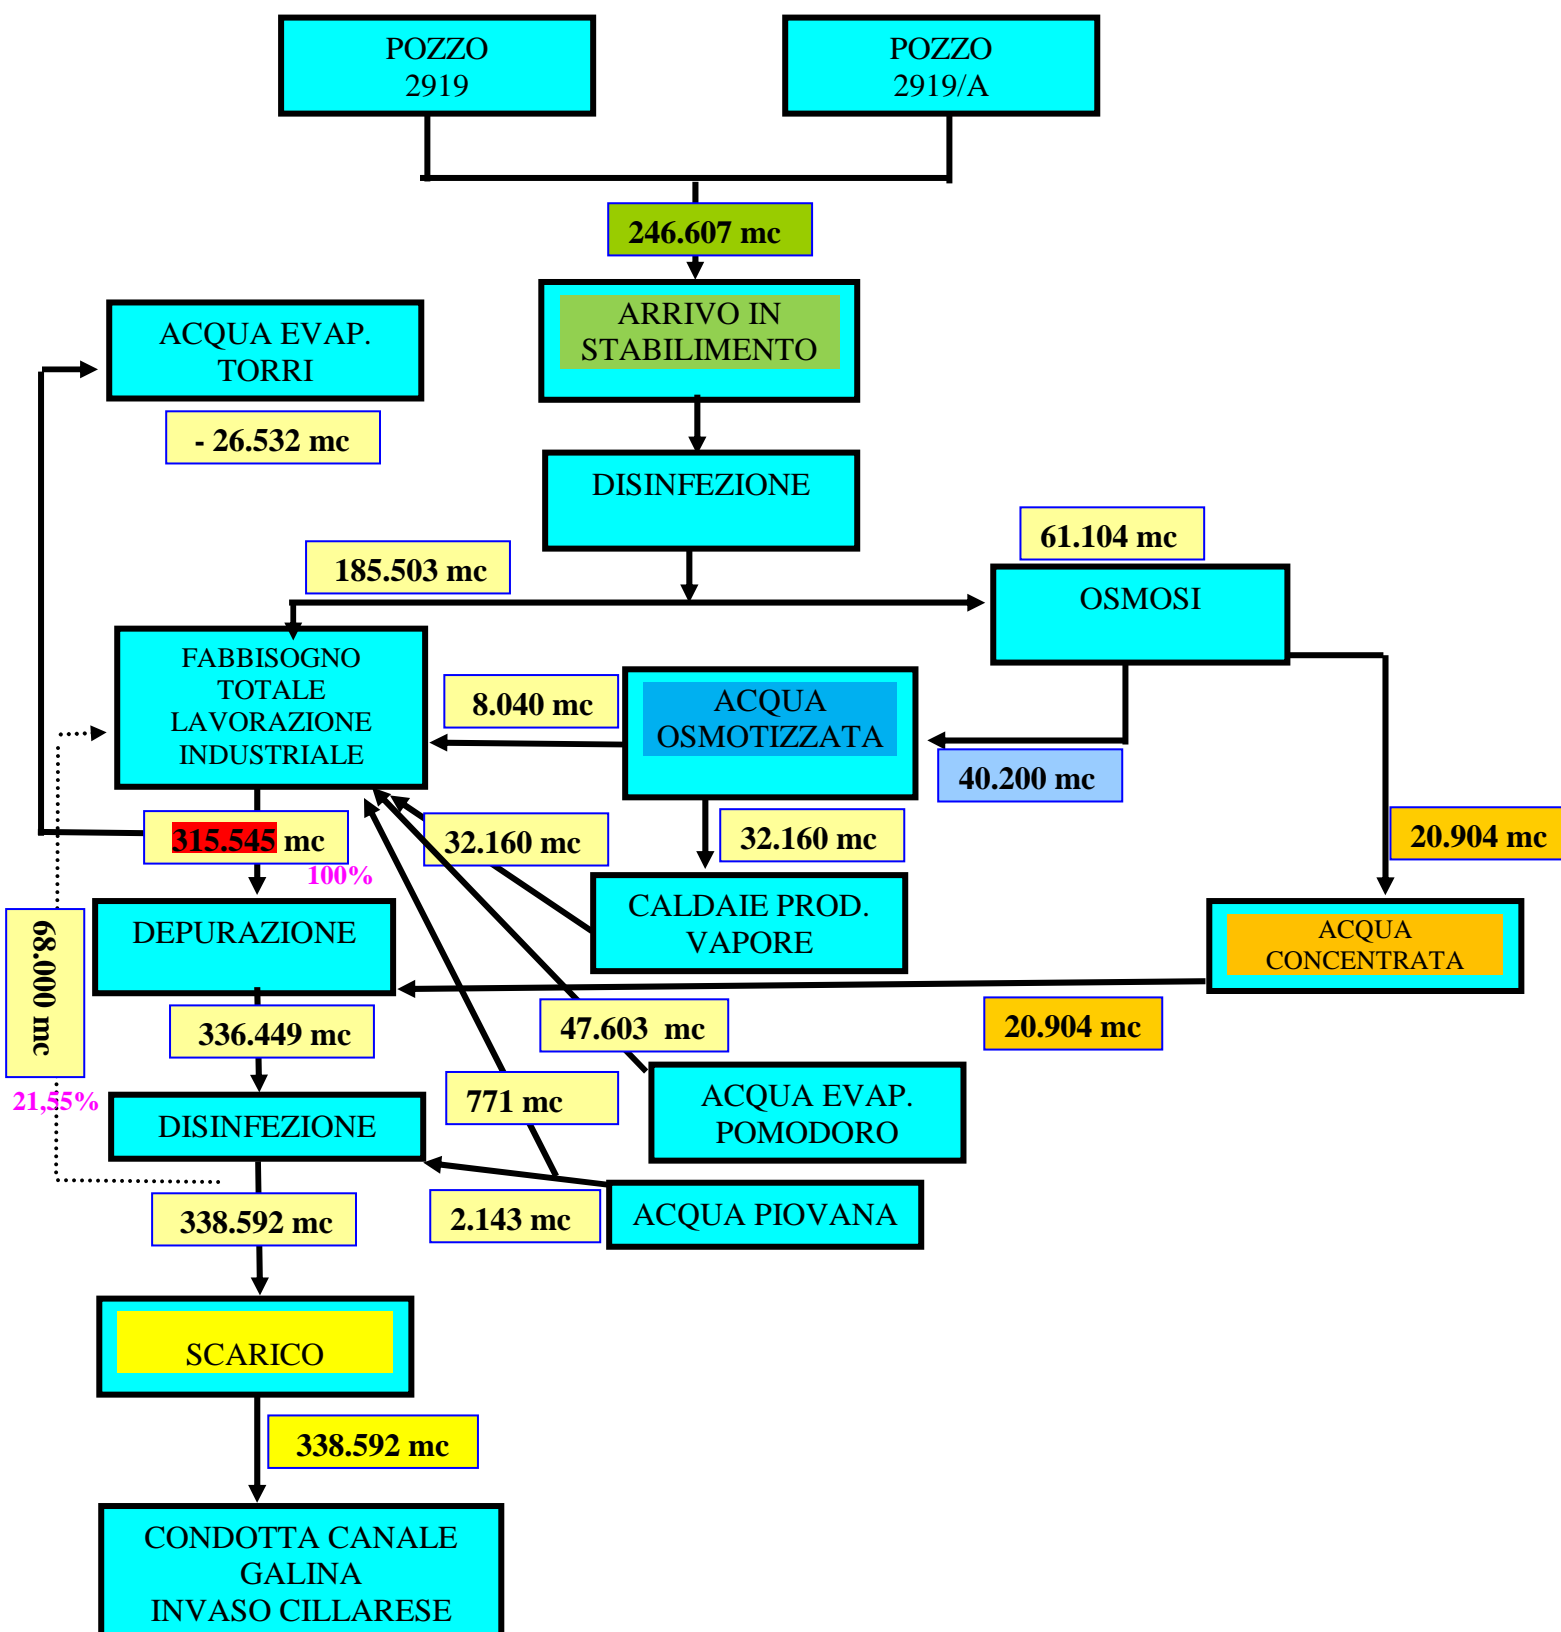 POZZO
2919
POZZO
2919/A
246.607 mc
ARRIVO IN
STABILIMENTO
ACQUA EVAP.
TORRI
- 26.532 mc
DISINFEZIONE
61.104 mc
185.503 mc
OSMOSI
FABBISOGNO
TOTALE
LAVORAZIONE
INDUSTRIALE
8.040 mc
ACQUA
OSMOTIZZATA
40.200 mc
315.545 mc
100%
32.160 mc
32.160 mc
20.904 mc
DEPURAZIONE
CALDAIE PROD.
VAPORE
ACQUA
CONCENTRATA
68.000 mc
336.449 mc
47.603 mc
20.904 mc
21,55%
DISINFEZIONE
771 mc
ACQUA EVAP.
POMODORO
338.592 mc
2.143 mc
ACQUA PIOVANA
SCARICO
338.592 mc
CONDOTTA CANALE
GALINA
INVASO CILLARESE